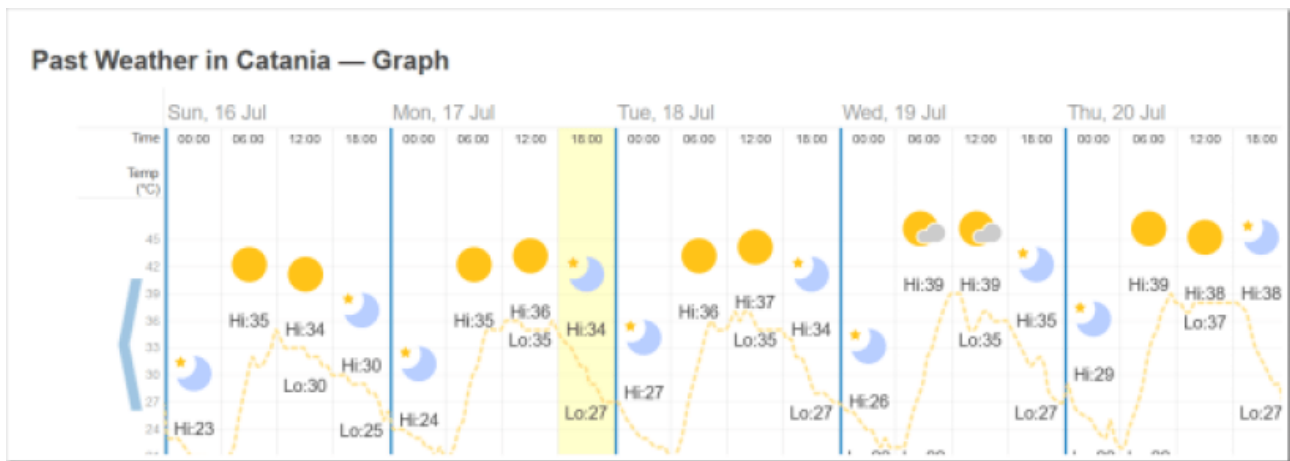 Past Weather in Catania — Graph
Sun, 16 Jul Mon, 17 Jul Tue, 18 Jul Wed, 19 Jul Thu, 20 Jul
Time 00:00 06:00 12:00 18:00 00:00 06:00 12:00 18:00 00:00 06:00 12:00 18:00 00:00 06:00 12:00 18:00 00:00 06:00 12:00 18:00
Temp
(°C)
45
42
39 Hi:39 Hi:39 Hi:39 Hi:38 Hi:38
36 Hi:35 Hi:34 Hi:35 Hi:36 Hi:34 Hi:36 Hi:37 Hi:34 Hi:35 Lo:37
33 Lo:35 Lo:35 Lo:35
30 Lo:30 Hi:30 Hi:29
27 Hi:27 Hi:26 Lo:27 Lo:27 Lo:27 Lo:27
24 Hi:23 Lo:25 Hi:24